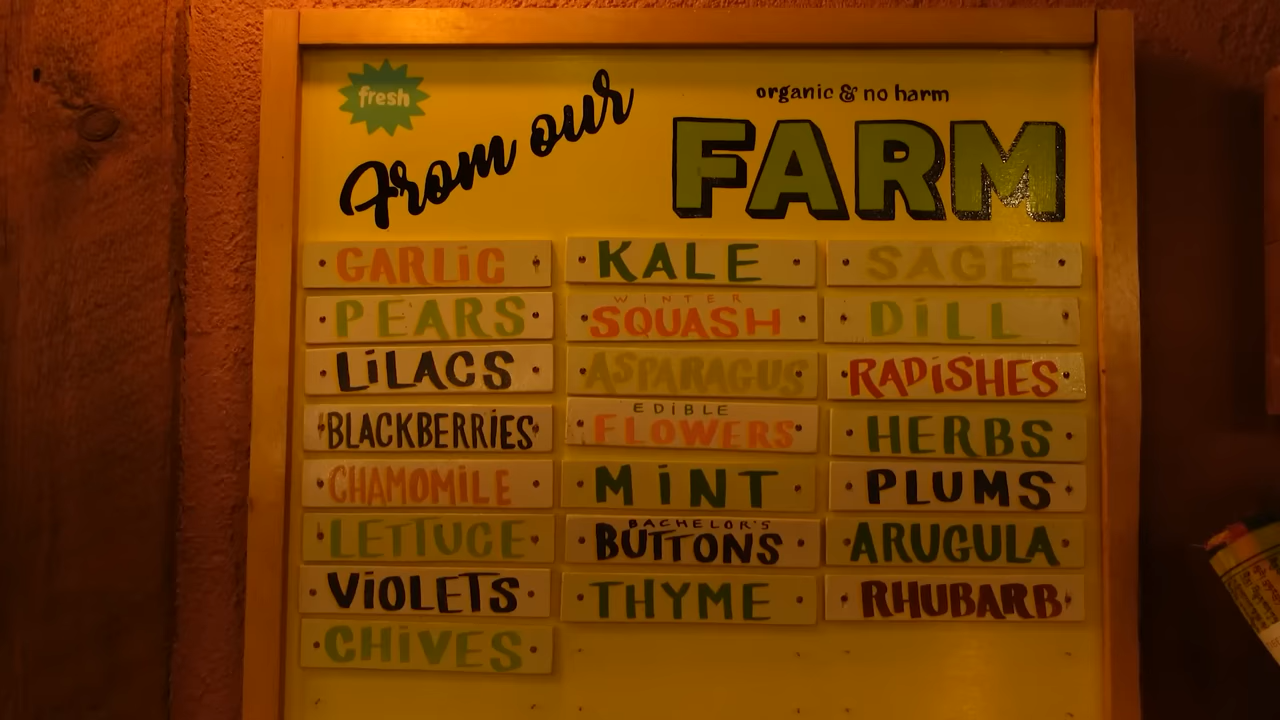 fresh
From our
organic & no harm
FARM
GARLiC
PEARS
LiLACS
BLACKBERRiES
CHAMOMiLE
LETTUCE
ViOLETS
CHiVES
KALE
WiNTER
SQUASH
ASPARAGUS
EDiBLE
FLOWERS
MiNT
BACHELOR'S
BUTTONS
THYME
SAGE
DiLL
RADiSHES
HERBS
PLUMS
ARUGULA
RHUBARB